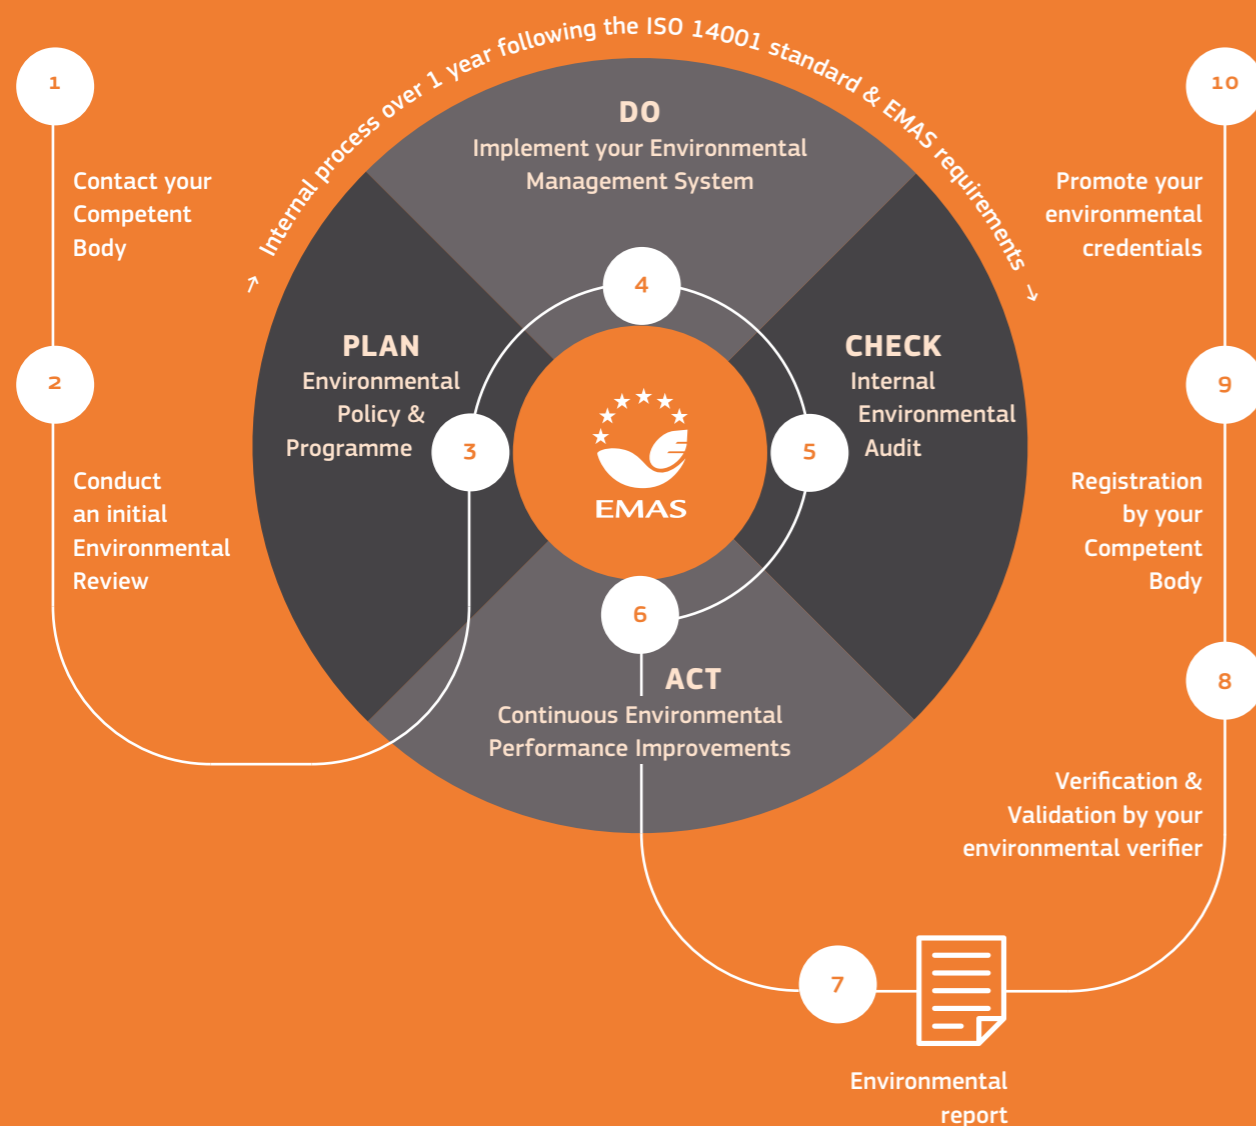 → Internal process over 1 year following the ISO 14001 standard & EMAS requirements →
1
Contact your
Competent
Body
2
Conduct
an initial
Environmental
Review
PLAN
Environmental
Policy &
Programme
3
DO
Implement your Environmental
Management System
4
CHECK
Internal
Environmental
Audit
5
EMAS
6
ACT
Continuous Environmental
Performance Improvements
7
Environmental
report
8
Verification &
Validation by your
environmental verifier
9
Registration
by your
Competent
Body
10
Promote your
environmental
credentials